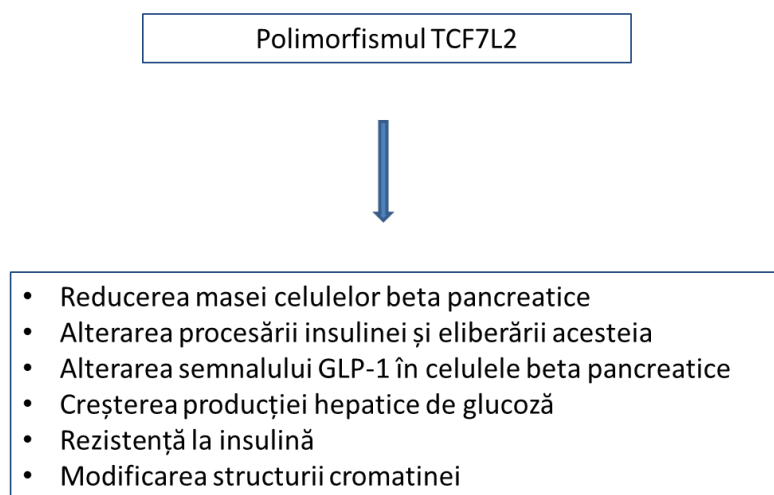 Polimorfismul TCF7L2
• Reducerea masei celulelor beta pancreatice
• Alterarea procesării insulinei și eliberării acesteia
• Alterarea semnalului GLP-1 în celulele beta pancreatice
• Creșterea producției hepatice de glucoză
• Rezistență la insulină
• Modificarea structurii cromatinei